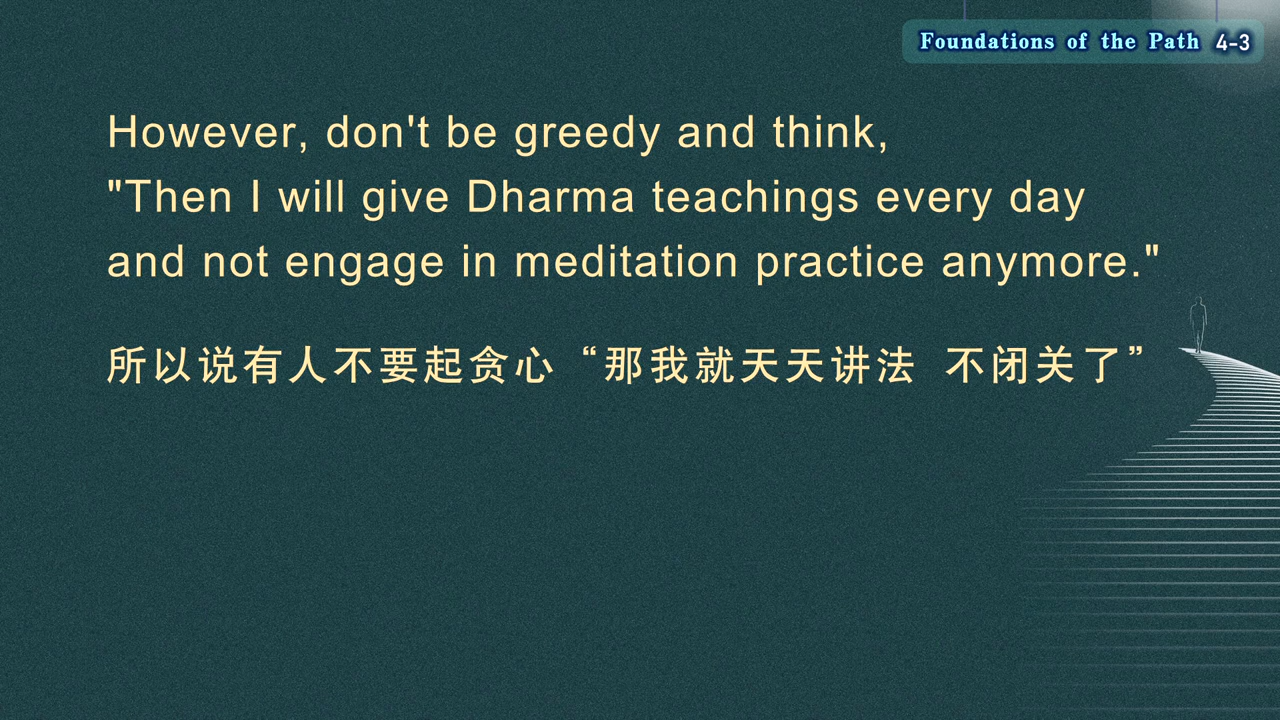 Foundations of the Path 4-3
However, don't be greedy and think,
"Then I will give Dharma teachings every day
and not engage in meditation practice anymore."
所以说有人不要起贪心“那我就天天讲法 不闭关了”